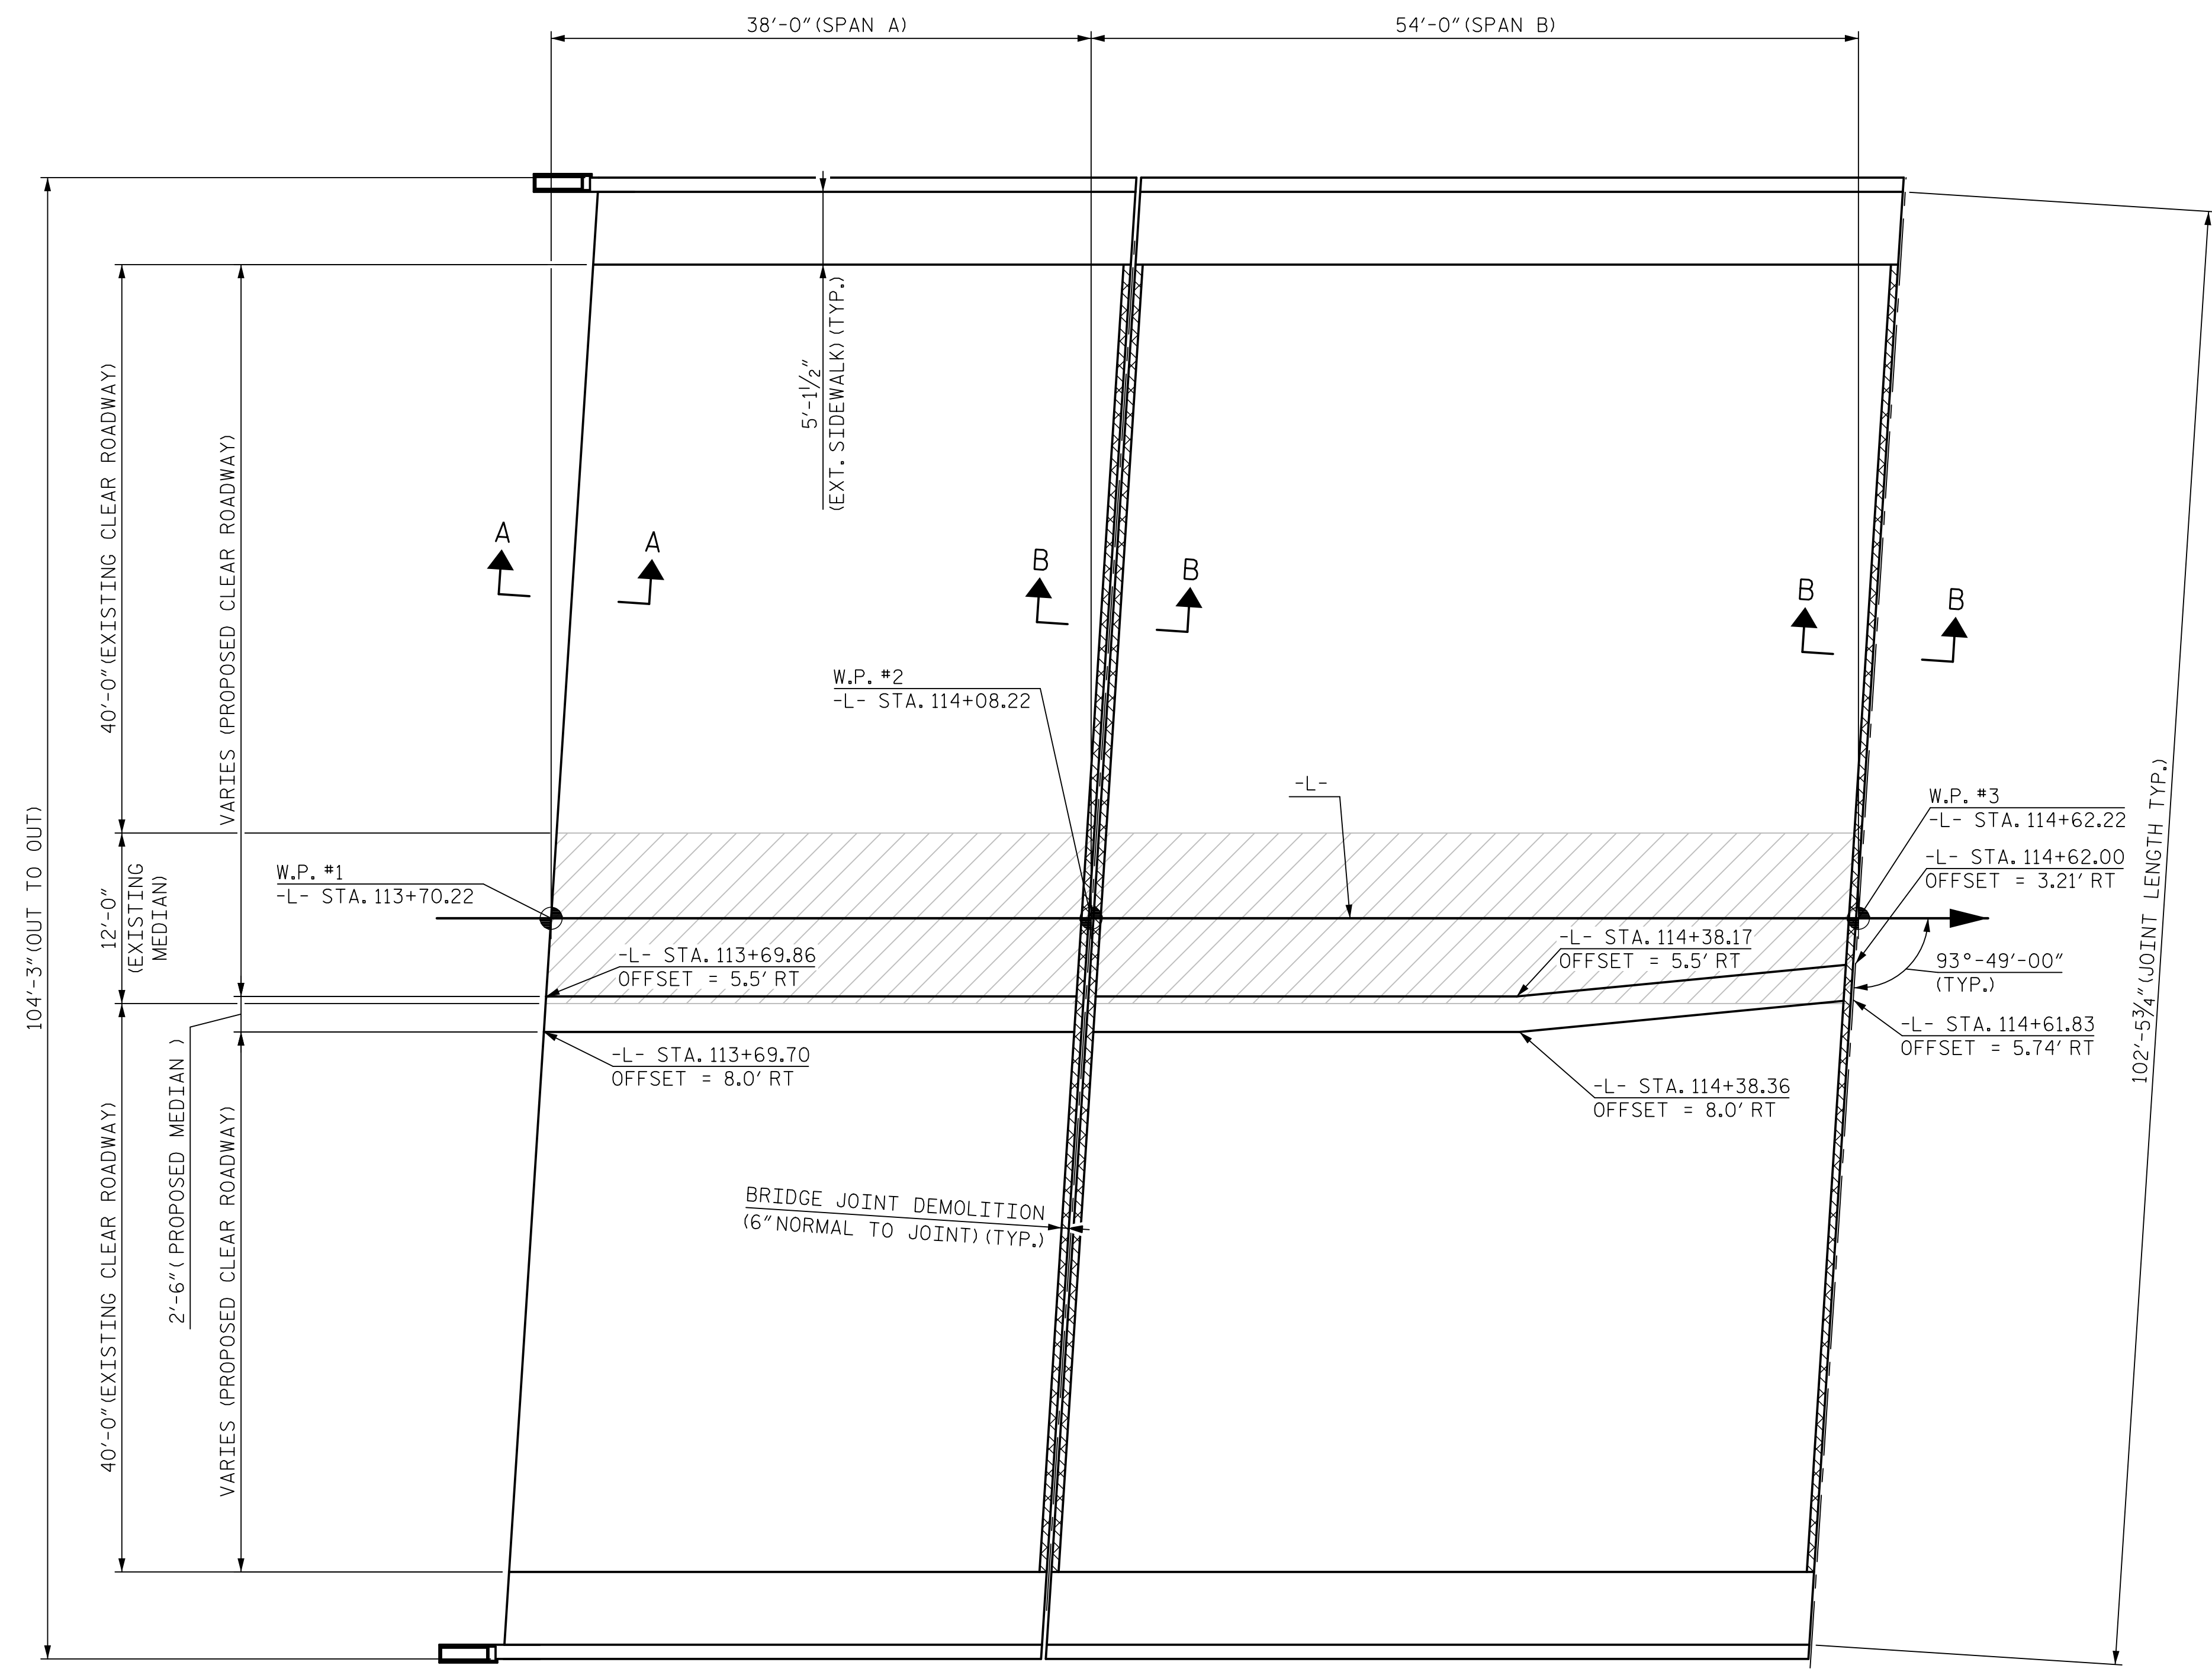 38'-0" (SPAN A)
54'-0" (SPAN B)
104'-3" (OUT TO OUT)
40'-0" (EXISTING CLEAR ROADWAY)
VARIES (PROPOSED CLEAR ROADWAY)
5'-1 1/2"
(EXT. SIDEWALK) (TYP.)
A
A
B
B
B
B
W.P. #2
-L- STA. 114+08.22
-L-
W.P. #3
-L- STA. 114+62.22
-L- STA. 114+62.00
OFFSET = 3.21' RT
102'-5 3/4" (JOINT LENGTH TYP.)
12'-0"
(EXISTING
MEDIAN)
W.P. #1
-L- STA. 113+70.22
-L- STA. 113+69.86
OFFSET = 5.5' RT
-L- STA. 114+38.17
OFFSET = 5.5' RT
93°-49'-00"
(TYP.)
-L- STA. 114+61.83
OFFSET = 5.74' RT
-L- STA. 113+69.70
OFFSET = 8.0' RT
-L- STA. 114+38.36
OFFSET = 8.0' RT
2'-6" ( PROPOSED MEDIAN )
40'-0" (EXISTING CLEAR ROADWAY)
VARIES (PROPOSED CLEAR ROADWAY)
BRIDGE JOINT DEMOLITION
(6" NORMAL TO JOINT) (TYP.)